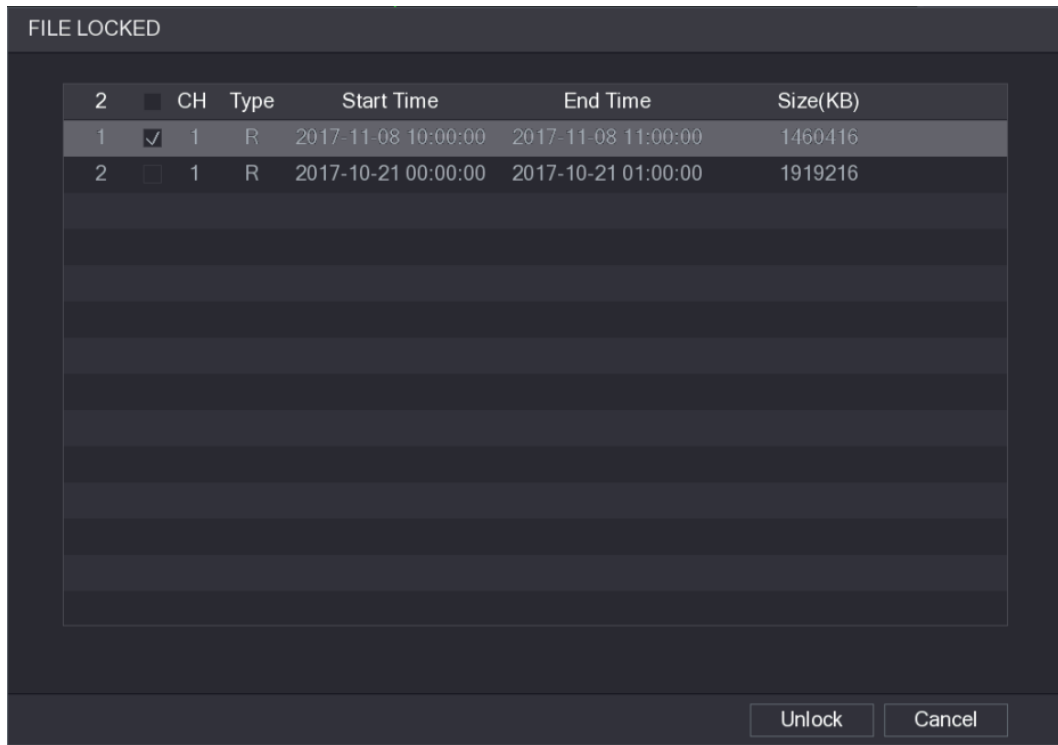 FILE LOCKED
2 CH Type Start Time End Time Size(KB)
1 1 R 2017-11-08 10:00:00 2017-11-08 11:00:00 1460416
2 1 R 2017-10-21 00:00:00 2017-10-21 01:00:00 1919216
Unlock Cancel